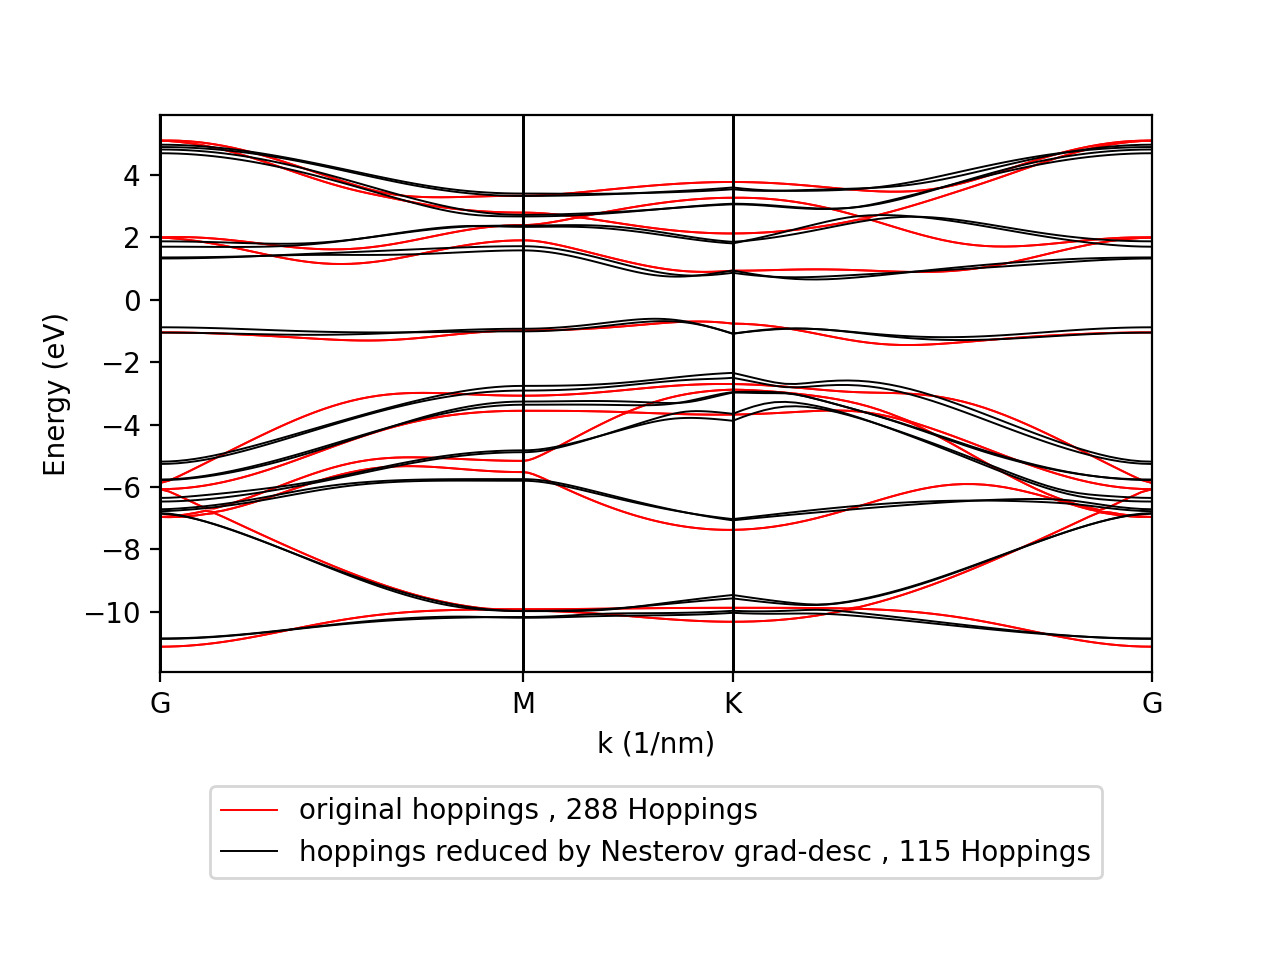 4
2
0
−2
−4
−6
−8
−10
Energy (eV)
G M K G
k (1/nm)
original hoppings , 288 Hoppings
hoppings reduced by Nesterov grad-desc , 115 Hoppings